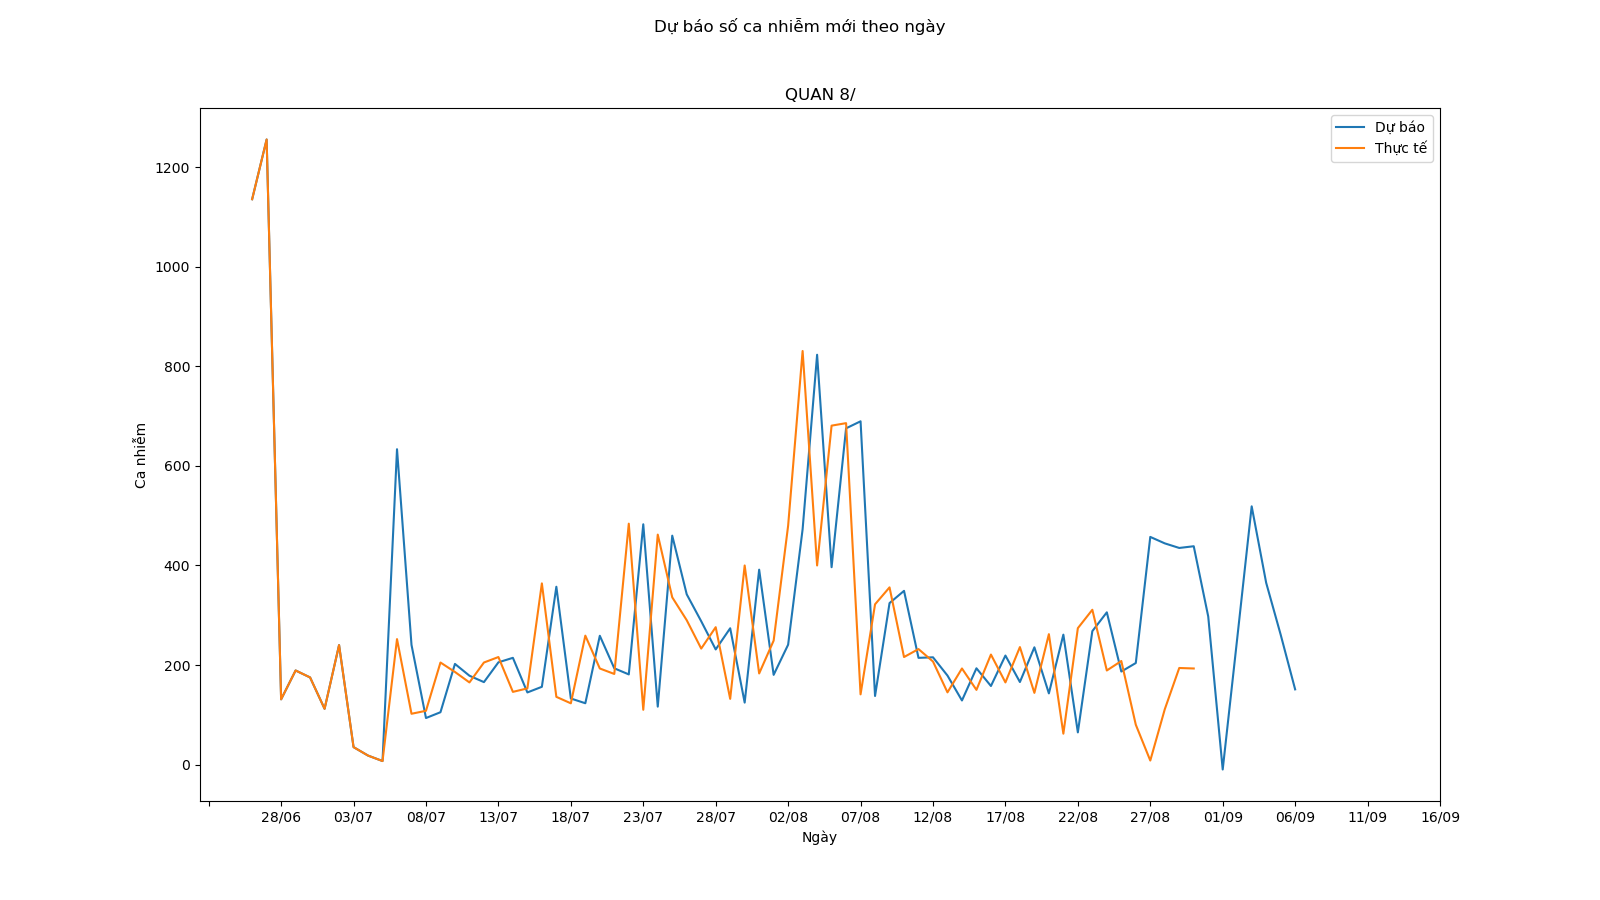 Dự báo số ca nhiễm mới theo ngày
QUAN 8/
Dự báo
Thực tế
1200
1000
800
600
400
200
0
Ca nhiễm
28/06 03/07 08/07 13/07 18/07 23/07 28/07 02/08 07/08 12/08 17/08 22/08 27/08 01/09 06/09 11/09 16/09
Ngày